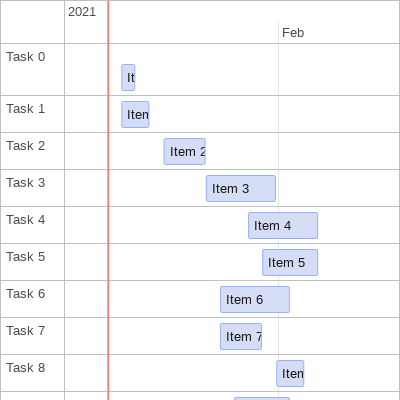 2021
Feb
Task 0
It
Task 1
Item
Task 2
Item 2
Task 3
Item 3
Task 4
Item 4
Task 5
Item 5
Task 6
Item 6
Task 7
Item 7
Task 8
Item